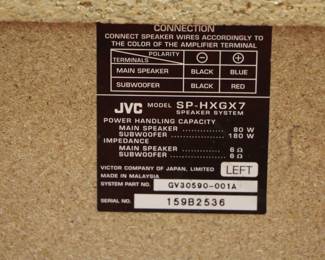 CONNECTION
CONNECT SPEAKER WIRES ACCORDINGLY TO
THE COLOR OF THE AMPLIFIER TERMINAL
POLARITY
TERMINALS - +
MAIN SPEAKER BLACK BLUE
SUBWOOFER BLACK RED
JVC MODEL SP-HXGX7
SPEAKER SYSTEM
POWER HANDLING CAPACITY
MAIN SPEAKER .............. 80 W
SUBWOOFER .............. 180 W
IMPEDANCE
MAIN SPEAKER .............. 6 Ω
SUBWOOFER .............. 6 Ω
VICTOR COMPANY OF JAPAN, LIMITED LEFT
MADE IN MALAYSIA
SYSTEM PART NO. GV30590-001A
SERIAL NO. 159B2536